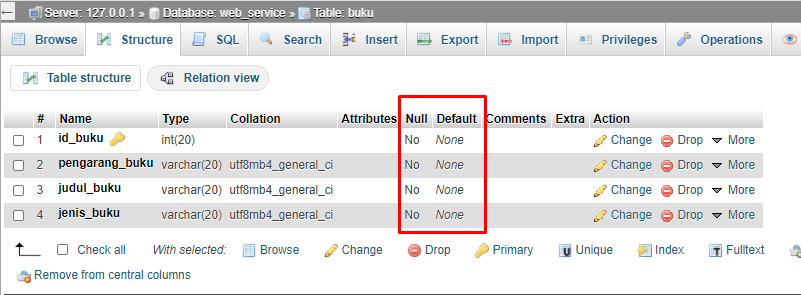 Server: 127.0.0.1 » Database: web_service » Table: buku
Browse Structure SQL Search Insert Export Import Privileges Operations
Table structure Relation view
# Name Type Collation Attributes Null Default Comments Extra Action
1 id_buku int(20) No None Change Drop More
2 pengarang_buku varchar(20) utf8mb4_general_ci No None Change Drop More
3 judul_buku varchar(20) utf8mb4_general_ci No None Change Drop More
4 jenis_buku varchar(20) utf8mb4_general_ci No None Change Drop More
Check all With selected: Browse Change Drop Primary Unique Index Fulltext
Remove from central columns